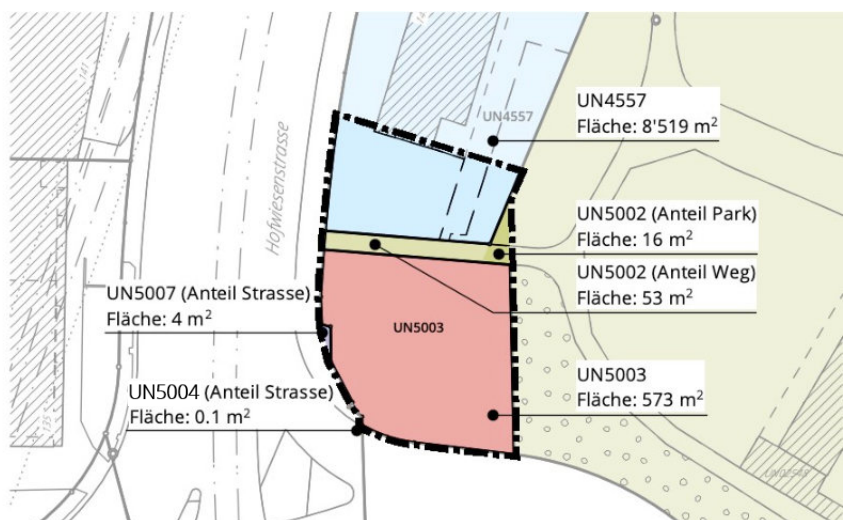 UN4557
UN4557
Fläche: 8'519 m²
Hofwiesenstrasse
UN5002 (Anteil Park)
Fläche: 16 m²
UN5002 (Anteil Weg)
Fläche: 53 m²
UN5007 (Anteil Strasse)
Fläche: 4 m²
UN5003
UN5004 (Anteil Strasse)
Fläche: 0.1 m²
UN5003
Fläche: 573 m²